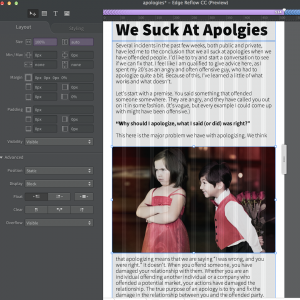 apologies* - Edge Reflow CC (Preview)
Layout
Margin
Padding
Visibility
Visible
Advanced
Position
Static
Display
Block
Float
Clear
Overflow
Visible
We Suck At Apolgies
Several incidents in the past few weeks, both public and private,
have led me to the conclusion that we all suck at apologies when we
have offended people. I'd like to try and start a conversation to see
if we can fix that. I feel like I am qualified to give advice here, as I
spent my 20's as an angry and often offensive guy, who had to
apologize quite a bit. Because of this, I've learned a little of what
works and what doesn't.
Let's start with a premise. You said something that offended
someone somewhere. They are angry, and they have called you out
on it in some fashion. (It's vague, but every example I could come up
with might have been offensive.)
"Why should I apologize, what I said (or did) was right?"
This here is the major problem we have with apologizing. We think
that apologizing means that we are saying "I was wrong, and you
were right." It doesn't. When you offend someone, you have
damaged your relationship with them. Whether you are an
individual offending another individual or a company who
offended a potential market, your actions have damaged the
relationship. The true purpose of an apology is to try and fix the
damage in the relationship between you and the offended party.